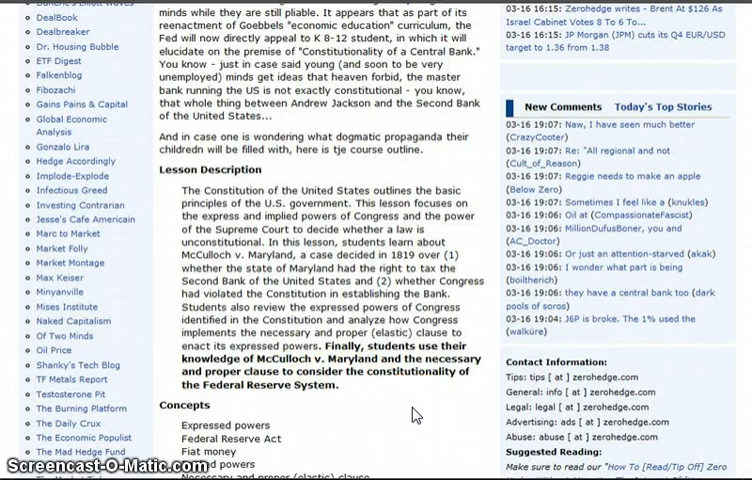 Danielle's Elliott Waves
DealBook
Dealbreaker
Dr. Housing Bubble
ETF Digest
Falkenblog
Fibozachi
Gains Pains & Capital
Global Economic
Analysis
Gonzalo Lira
Hedge Accordingly
Implode-Explode
Infectious Greed
Investing Contrarian
Jesse's Cafe Americain
Marc to Market
Market Folly
Market Montage
Max Keiser
Minyanville
Mises Institute
Naked Capitalism
Of Two Minds
Oil Price
Shanky's Tech Blog
TF Metals Report
Testosterone Pit
The Burning Platform
The Daily Crux
The Economic Populist
The Mad Hedge Fund
minds while they are still pliable. It appears that as part of its
reenactment of Goebbels "economic education" curriculum, the
Fed will now directly appeal to K 8-12 student, in which it will
elucidate on the premise of "Constitutionality of a Central Bank."
You know - just in case said young (and soon to be very
unemployed) minds get ideas that heaven forbid, the master
bank running the US is not exactly constitutional - you know,
that whole thing between Andrew Jackson and the Second Bank
of the United States...
And in case one is wondering what dogmatic propaganda their
childredn will be filled with, here is tje course outline.
Lesson Description
The Constitution of the United States outlines the basic
principles of the U.S. government. This lesson focuses on
the express and implied powers of Congress and the power
of the Supreme Court to decide whether a law is
unconstitutional. In this lesson, students learn about
McCulloch v. Maryland, a case decided in 1819 over (1)
whether the state of Maryland had the right to tax the
Second Bank of the United States and (2) whether Congress
had violated the Constitution in establishing the Bank.
Students also review the expressed powers of Congress
identified in the Constitution and analyze how Congress
implements the necessary and proper (elastic) clause to
enact its expressed powers. Finally, students use their
knowledge of McCulloch v. Maryland and the necessary
and proper clause to consider the constitutionality of
the Federal Reserve System.
Concepts
Expressed powers
Federal Reserve Act
Fiat money
powers
Necessary and proper (elastic) clause
03-16 16:15: Zerohedge writes - Brent At $126 As
Israel Cabinet Votes 8 To 6 To...
03-16 16:15: JP Morgan (JPM) cuts its Q4 EUR/USD
target to 1.36 from 1.38
New Comments Today's Top Stories
03-16 19:07: Naw, I have seen much better
(CrazyCooter)
03-16 19:07: Re: "All regional and not
(Cult_of_Reason)
03-16 19:07: Reggie needs to make an apple
(Below Zero)
03-16 19:07: Sometimes I feel like a (knukles)
03-16 19:06: Oil at (CompassionateFascist)
03-16 19:06: MillionDufusBoner, you and
(AC_Doctor)
03-16 19:06: Or just an attention-starved (akak)
03-16 19:06: I wonder what part is being
(boiltherich)
03-16 19:06: they have a central bank too (dark
pools of soros)
03-16 19:04: J6P is broke. The 1% used the
(walküre)
Contact Information:
Tips: tips [ at ] zerohedge.com
General: info [ at ] zerohedge.com
Legal: legal [ at ] zerohedge.com
Advertising: ads [ at ] zerohedge.com
Abuse: abuse [ at ] zerohedge.com
Suggested Reading:
Make sure to read our "How To [Read/Tip Off] Zero
Screencast-O-Matic.com